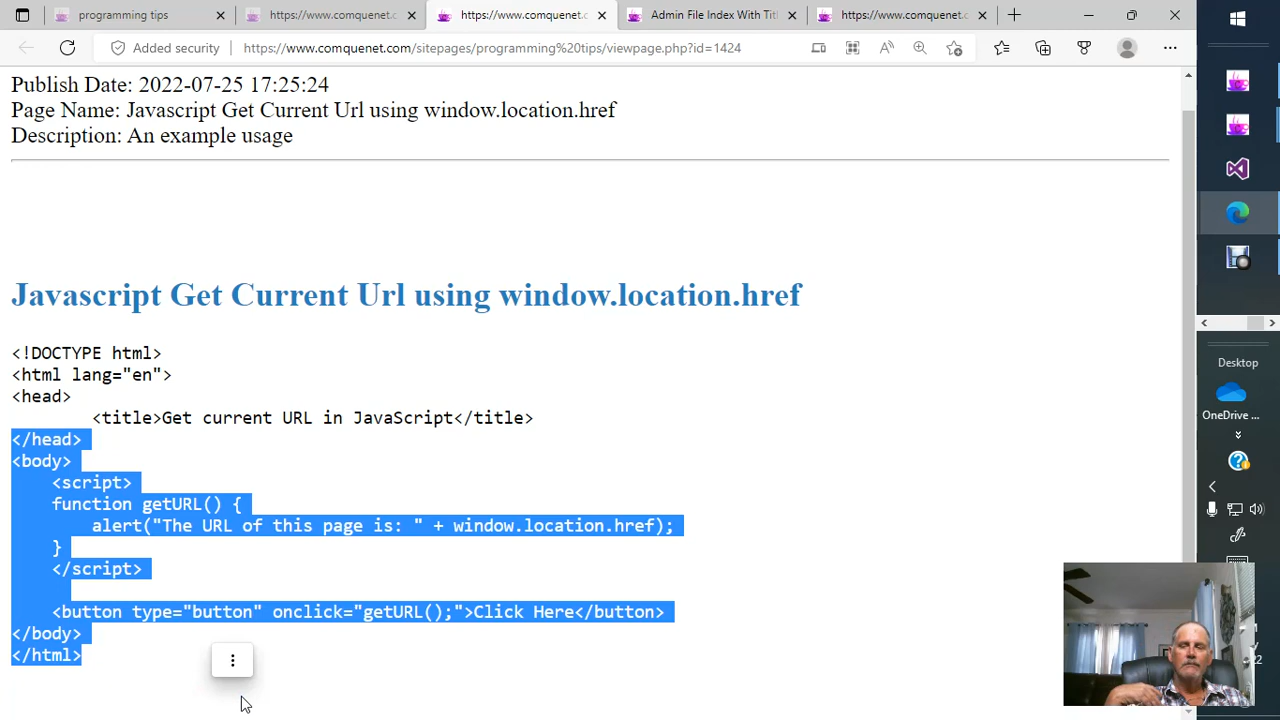 programming tips
https://www.comquenet.c
https://www.comquenet.c
Admin File Index With Tit
https://www.comquenet.c
Added security
https://www.comquenet.com/sitepages/programming%20tips/viewpage.php?id=1424
Publish Date: 2022-07-25 17:25:24
Page Name: Javascript Get Current Url using window.location.href
Description: An example usage
Javascript Get Current Url using window.location.href
<!DOCTYPE html>
<html lang="en">
<head>
<title>Get current URL in JavaScript</title>
</head>
<body>
<script>
function getURL() {
alert("The URL of this page is: " + window.location.href);
}
</script>
<button type="button" onclick="getURL();">Click Here</button>
</body>
</html>
Desktop
OneDrive ...